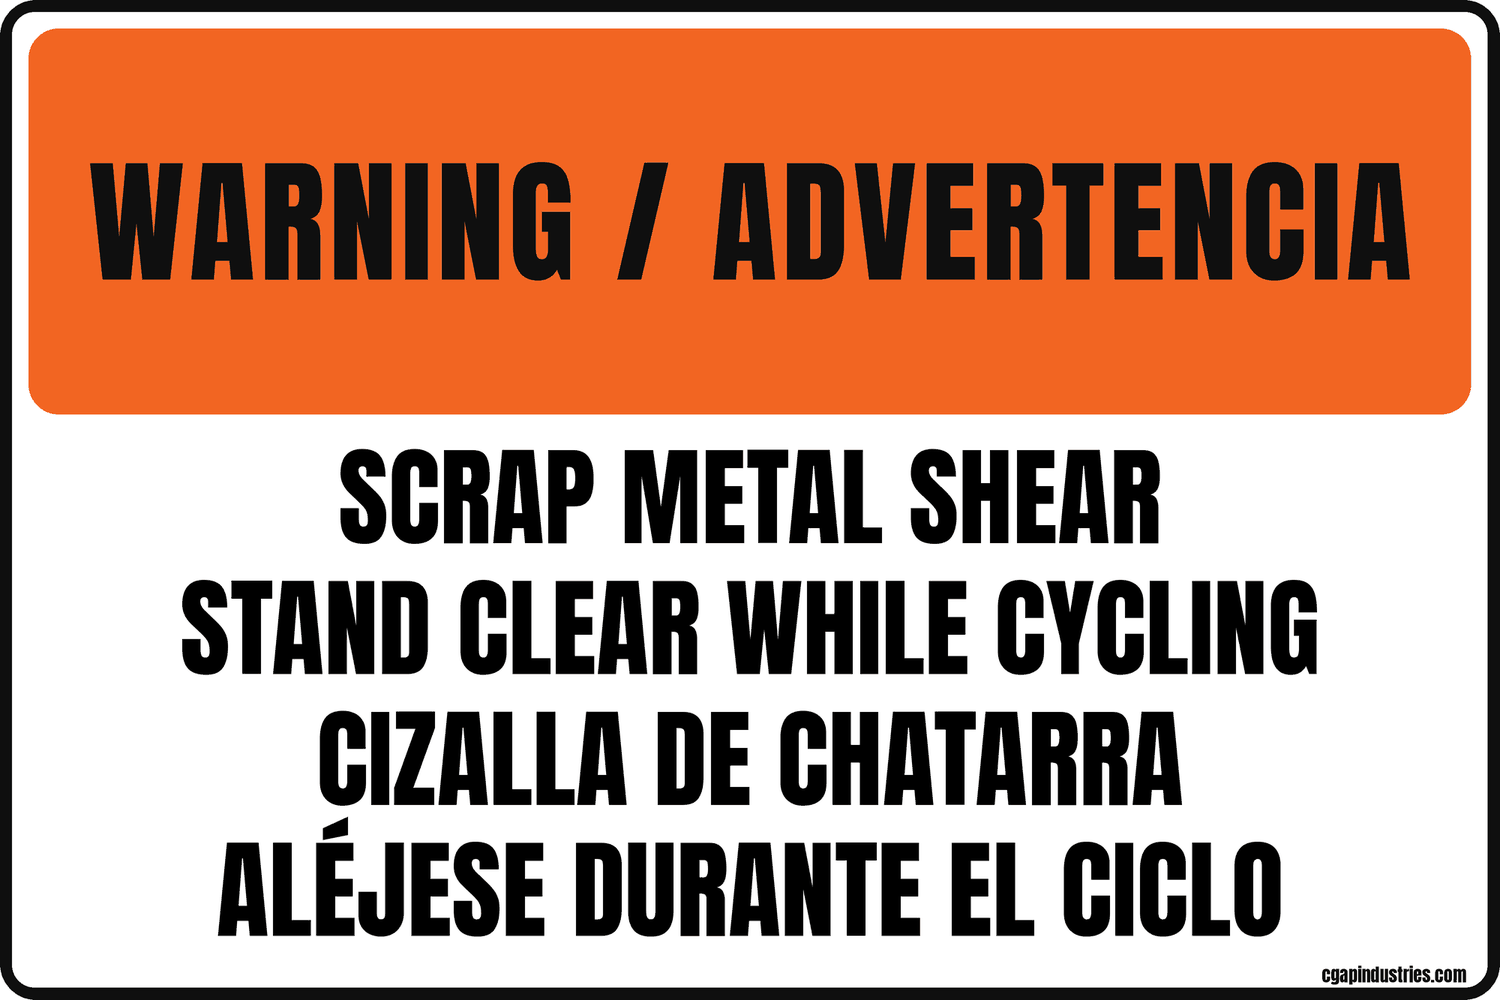 WARNING / ADVERTENCIA
SCRAP METAL SHEAR
STAND CLEAR WHILE CYCLING
CIZALLA DE CHATARRA
ALÉJESE DURANTE EL CICLO
cgapindustries.com